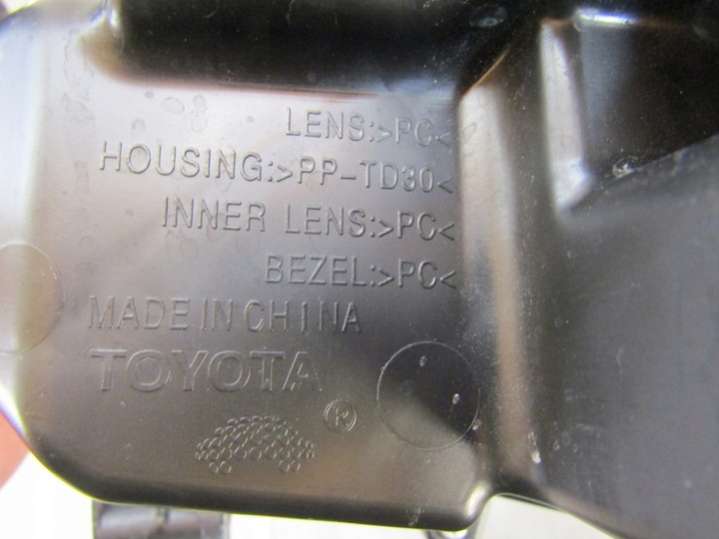 LENS:>PC<
HOUSING:>PP-TD30<
INNER LENS:>PC<
BEZEL:>PC<
MADE IN CHINA
TOYOTA
®